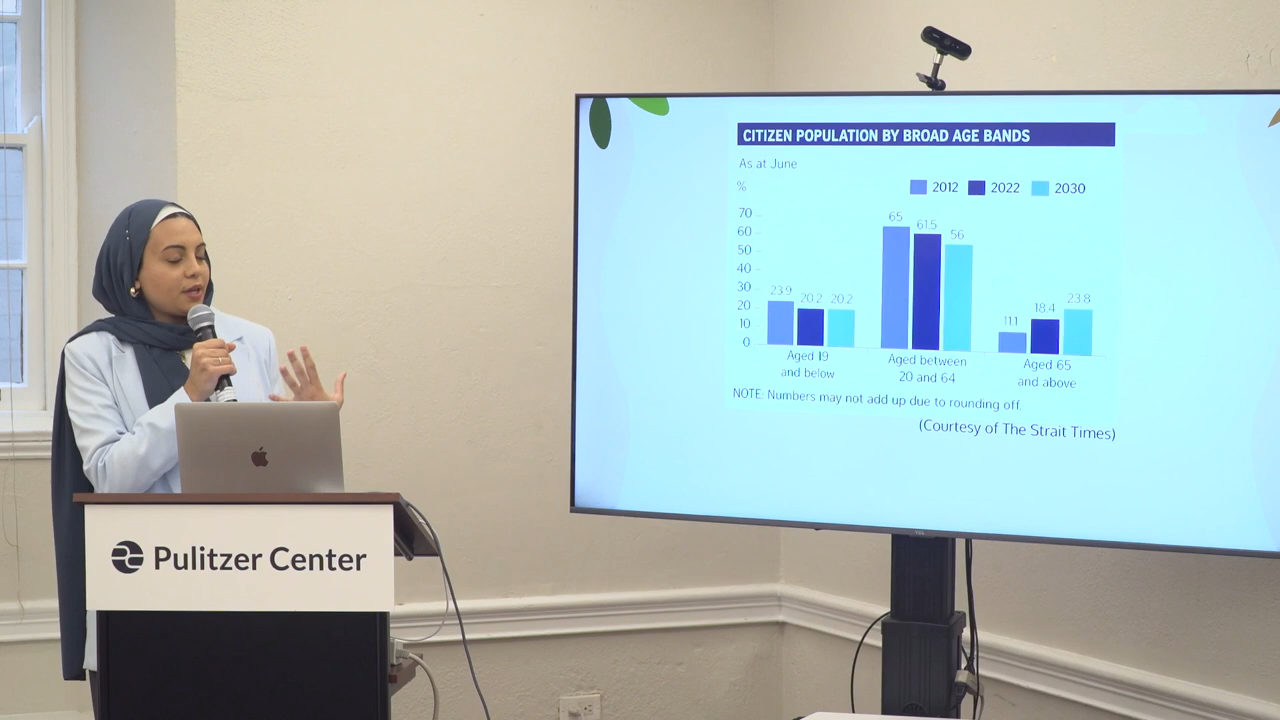 CITIZEN POPULATION BY BROAD AGE BANDS
As at June
%
2012 2022 2030
70
60
50
40
30
20
10
0
23.9 20.2 20.2
65 61.5 56
11.1 18.4 23.8
Aged 19
and below
Aged between
20 and 64
Aged 65
and above
NOTE: Numbers may not add up due to rounding off.
(Courtesy of The Strait Times)
Pulitzer Center